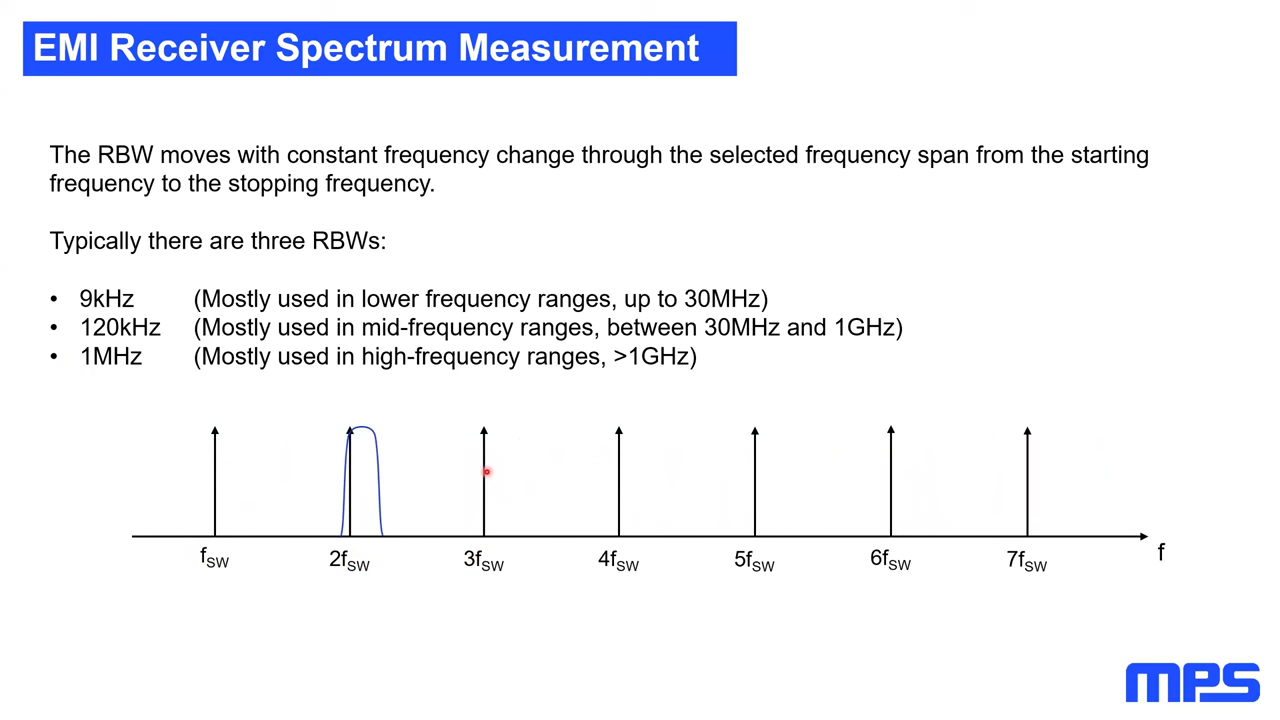 EMI Receiver Spectrum Measurement
The RBW moves with constant frequency change through the selected frequency span from the starting
frequency to the stopping frequency.
Typically there are three RBWs:
• 9kHz (Mostly used in lower frequency ranges, up to 30MHz)
• 120kHz (Mostly used in mid-frequency ranges, between 30MHz and 1GHz)
• 1MHz (Mostly used in high-frequency ranges, >1GHz)
fSW 2fSW 3fSW 4fSW 5fSW 6fSW 7fSW f
MPS